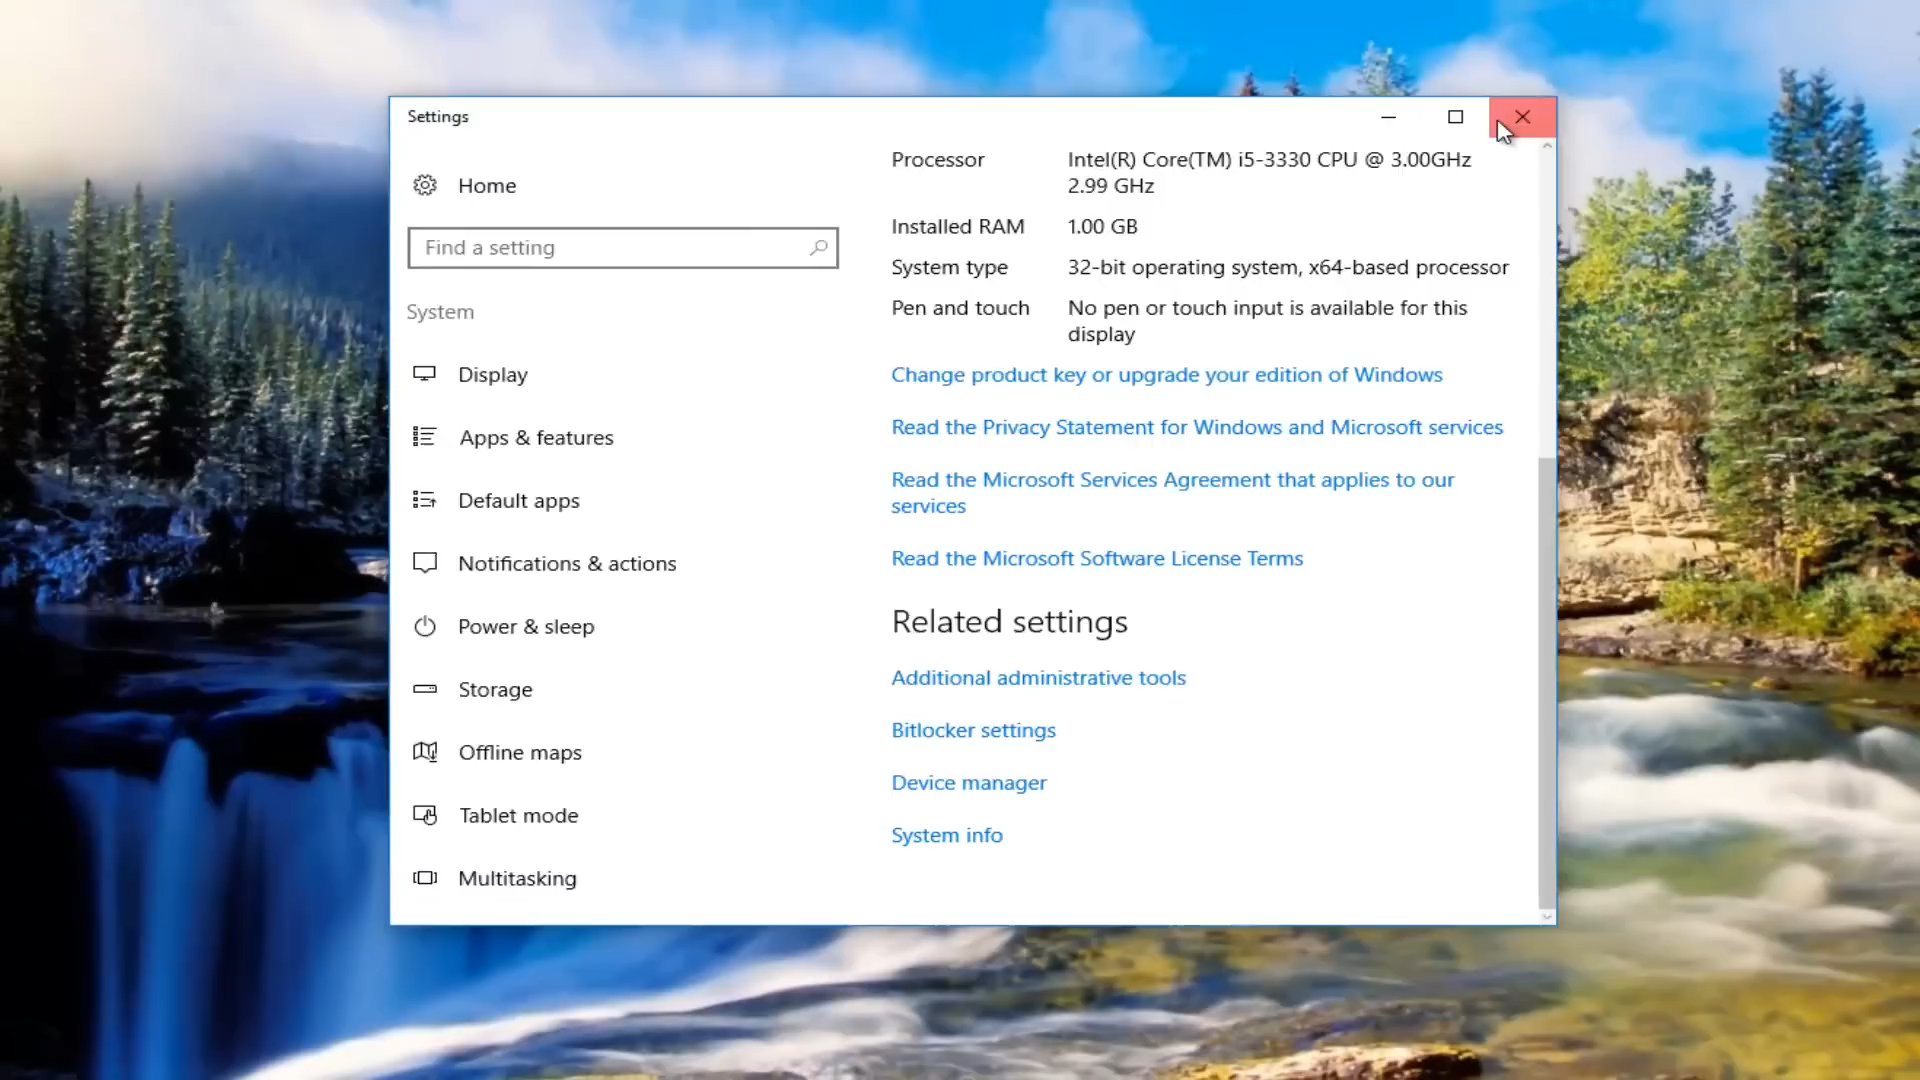 Settings
Home
Find a setting
System
Display
Apps & features
Default apps
Notifications & actions
Power & sleep
Storage
Offline maps
Tablet mode
Multitasking
Processor Intel(R) Core(TM) i5-3330 CPU @ 3.00GHz
2.99 GHz
Installed RAM 1.00 GB
System type 32-bit operating system, x64-based processor
Pen and touch No pen or touch input is available for this
display
Change product key or upgrade your edition of Windows
Read the Privacy Statement for Windows and Microsoft services
Read the Microsoft Services Agreement that applies to our
services
Read the Microsoft Software License Terms
Related settings
Additional administrative tools
Bitlocker settings
Device manager
System info